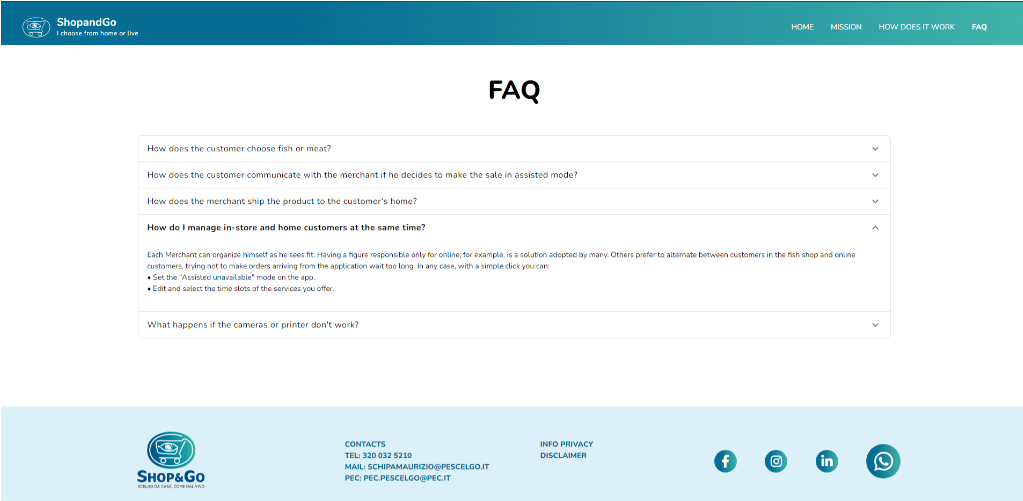 ShopandGo
I choose from home or live
HOME MISSION HOW DOES IT WORK FAQ
FAQ
How does the customer choose fish or meat?
How does the customer communicate with the merchant if he decides to make the sale in assisted mode?
How does the merchant ship the product to the customer's home?
How do I manage in-store and home customers at the same time?
Each Merchant can organize himself as he sees fit. Having a figure responsible only for online, for example, is a solution adopted by many. Others prefer to alternate between customers in the fish shop and online
customers, trying not to make orders arriving from the application wait too long. In any case, with a simple click you can:
• Set the "Assisted unavailable" mode on the app.
• Edit and select the time slots of the services you offer.
What happens if the cameras or printer don't work?
SHOP&GO
SCELGO DA CASA, COME DAL VIVO
CONTACTS
TEL: 320 032 5210
MAIL: SCHIPAMAURIZIO@PESCELGO.IT
PEC: PEC.PESCELGO@PEC.IT
INFO PRIVACY
DISCLAIMER